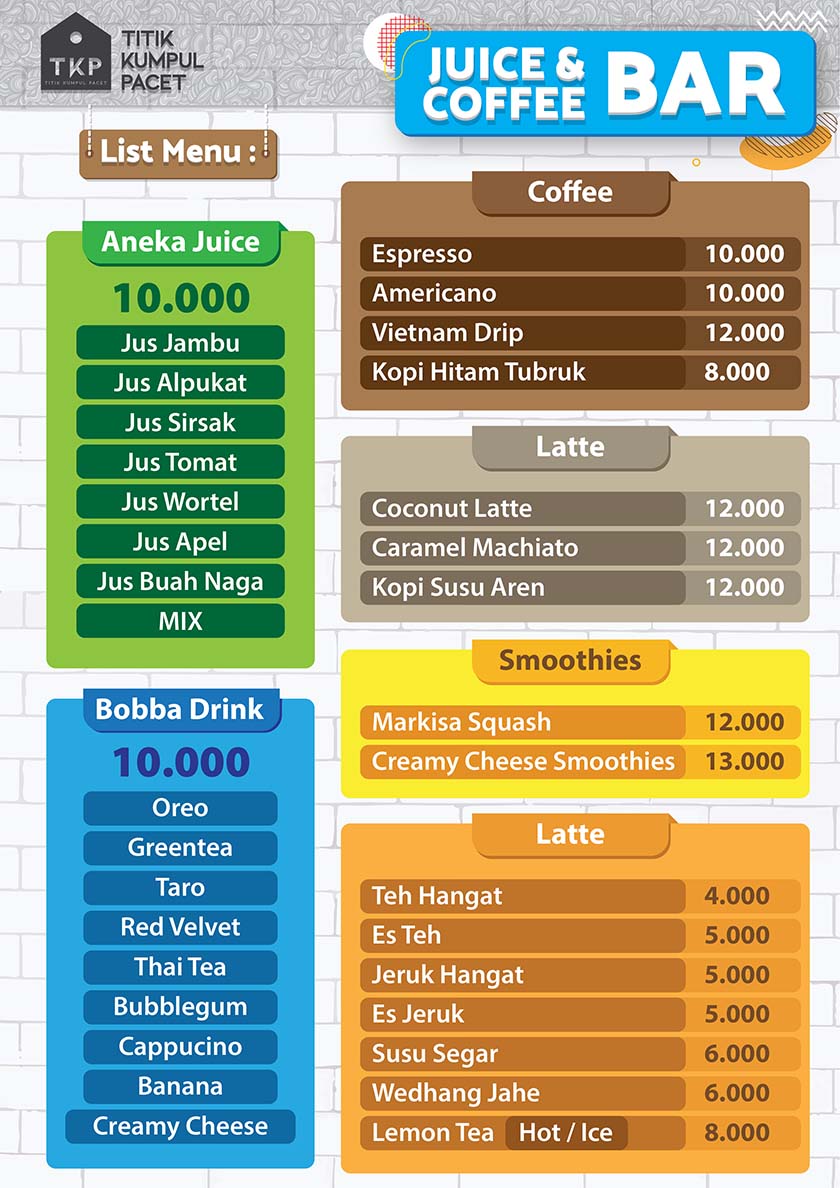 TKP
TITIK KUMPUL PACET
TITIK
KUMPUL
PACET
JUICE &
COFFEE
BAR
List Menu :
Aneka Juice
10.000
Jus Jambu
Jus Alpukat
Jus Sirsak
Jus Tomat
Jus Wortel
Jus Apel
Jus Buah Naga
MIX
Bobba Drink
10.000
Oreo
Greentea
Taro
Red Velvet
Thai Tea
Bubblegum
Cappucino
Banana
Creamy Cheese
Coffee
Espresso 10.000
Americano 10.000
Vietnam Drip 12.000
Kopi Hitam Tubruk 8.000
Latte
Coconut Latte 12.000
Caramel Machiato 12.000
Kopi Susu Aren 12.000
Smoothies
Markisa Squash 12.000
Creamy Cheese Smoothies 13.000
Latte
Teh Hangat 4.000
Es Teh 5.000
Jeruk Hangat 5.000
Es Jeruk 5.000
Susu Segar 6.000
Wedhang Jahe 6.000
Lemon Tea Hot / Ice 8.000